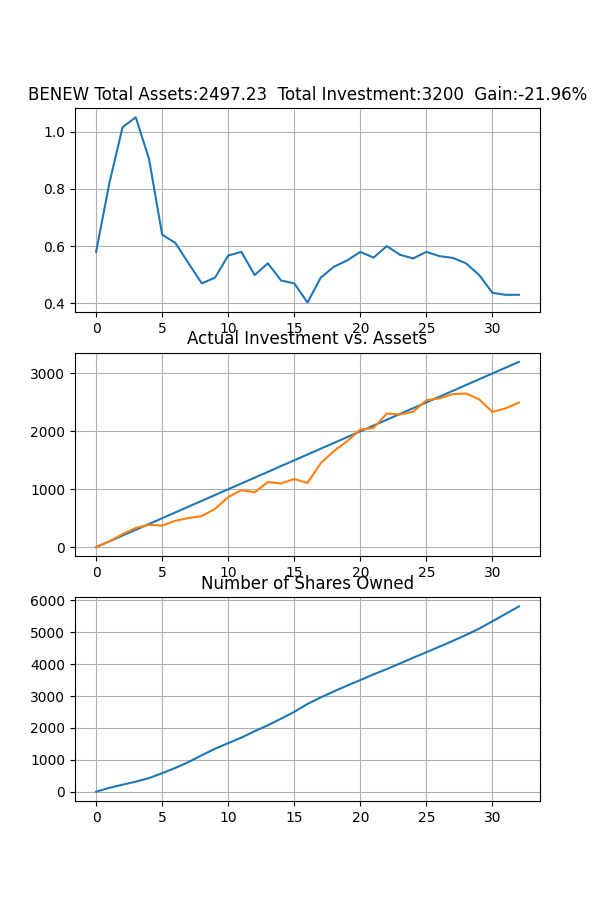 BENEW Total Assets:2497.23  Total Investment:3200  Gain:-21.96%
1.0
0.8
0.6
0.4
0 5 10 15 20 25 30
Actual Investment vs. Assets
3000
2000
1000
0
0 5 10 15 20 25 30
Number of Shares Owned
6000
5000
4000
3000
2000
1000
0
0 5 10 15 20 25 30